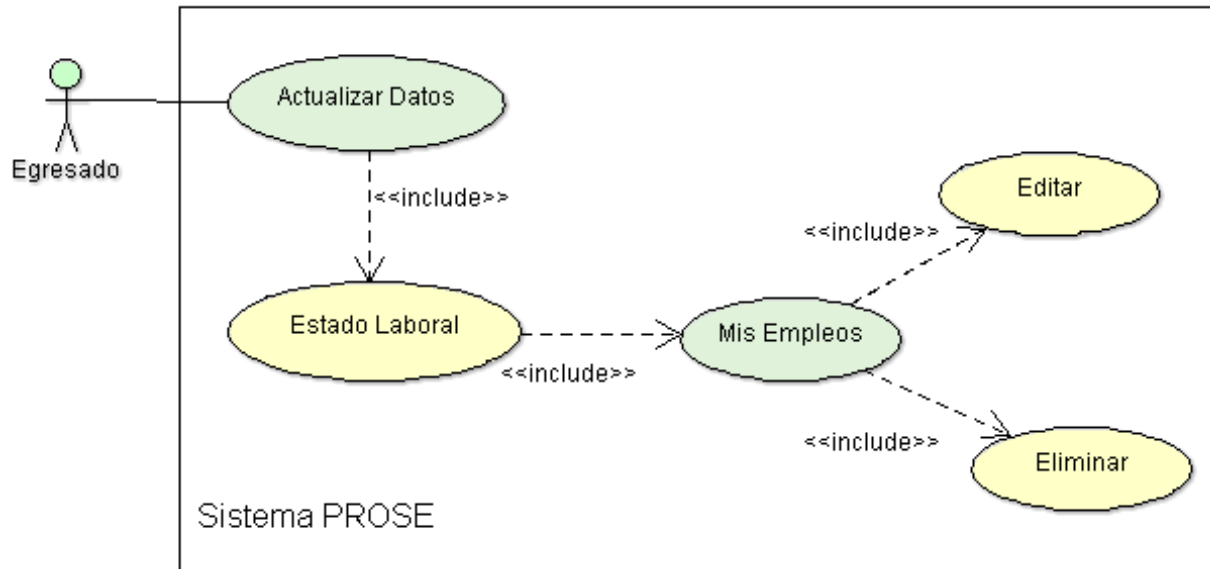 Actualizar Datos
Egresado
<<include>>
Editar
<<include>>
Estado Laboral
Mis Empleos
<<include>>
<<include>>
Eliminar
Sistema PROSE